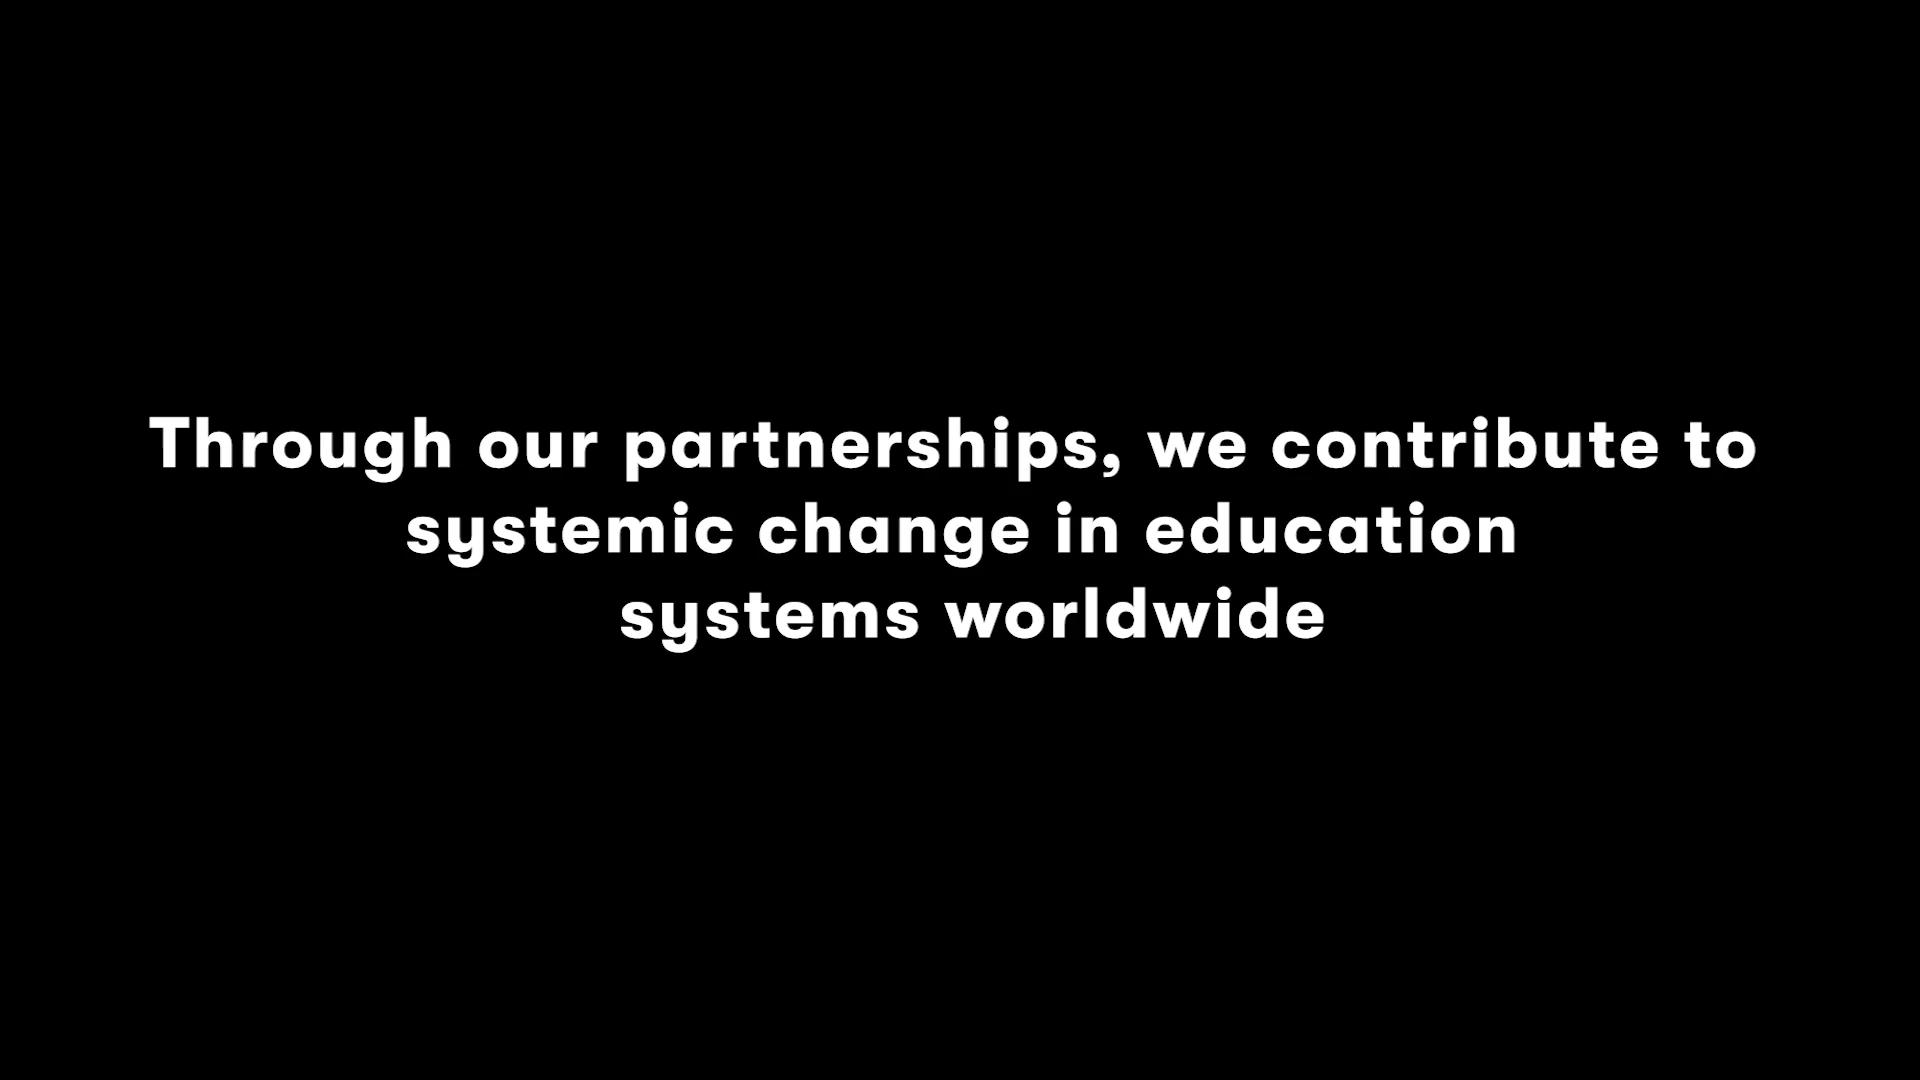 Through our partnerships, we contribute to
systemic change in education
systems worldwide